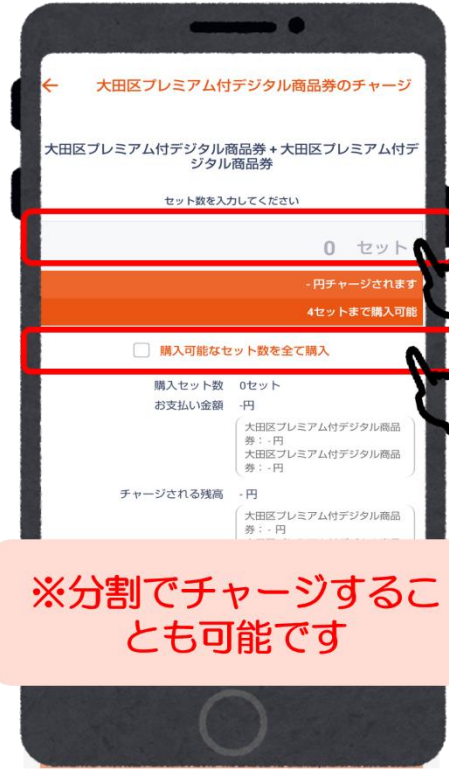 ← 大田区プレミアム付デジタル商品券のチャージ
大田区プレミアム付デジタル商品券 + 大田区プレミアム付デ
ジタル商品券
セット数を入力してください
0 セット
- 円チャージされます
4セットまで購入可能
購入可能なセット数を全て購入
購入セット数 0セット
お支払い金額 -円
大田区プレミアム付デジタル商品
券：- 円
大田区プレミアム付デジタル商品
券：- 円
チャージされる残高 - 円
大田区プレミアム付デジタル商品
券：- 円
※分割でチャージするこ
とも可能です